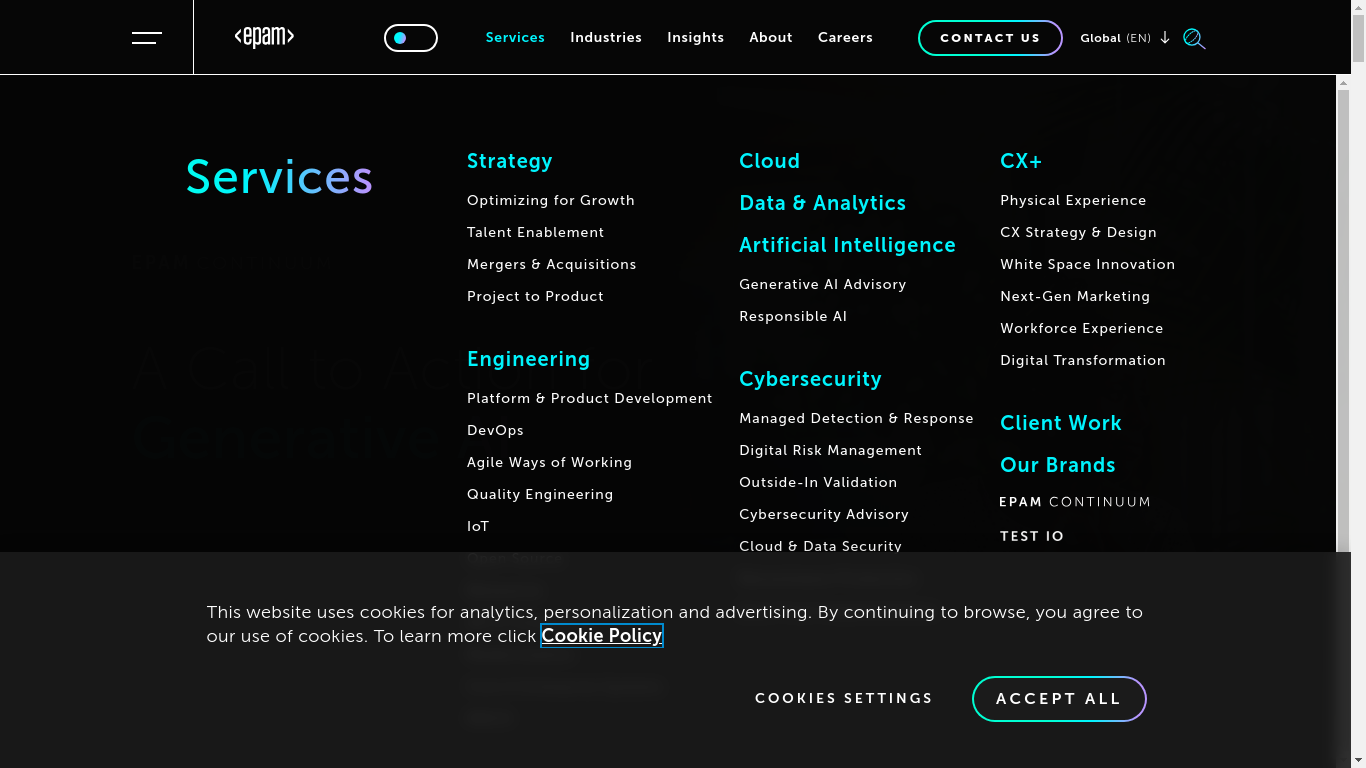 <epam>
Services
Industries
Insights
About
Careers
CONTACT US
Global (EN)
Services
Strategy
Optimizing for Growth
Talent Enablement
Mergers & Acquisitions
Project to Product
Engineering
Platform & Product Development
DevOps
Agile Ways of Working
Quality Engineering
IoT
Cloud
Data & Analytics
Artificial Intelligence
Generative AI Advisory
Responsible AI
Cybersecurity
Managed Detection & Response
Digital Risk Management
Outside-In Validation
Cybersecurity Advisory
Cloud & Data Security
CX+
Physical Experience
CX Strategy & Design
White Space Innovation
Next-Gen Marketing
Workforce Experience
Digital Transformation
Client Work
Our Brands
EPAM CONTINUUM
TEST IO
A Call to Action for
Generative
This website uses cookies for analytics, personalization and advertising. By continuing to browse, you agree to
our use of cookies. To learn more click Cookie Policy
COOKIES SETTINGS
ACCEPT ALL